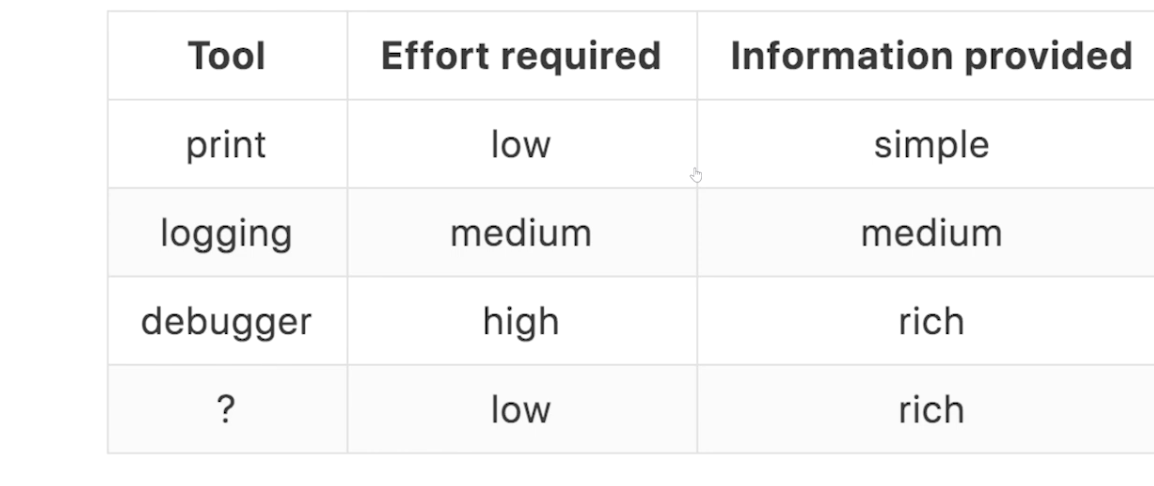 Tool Effort required Information provided
print low simple
logging medium medium
debugger high rich
? low rich